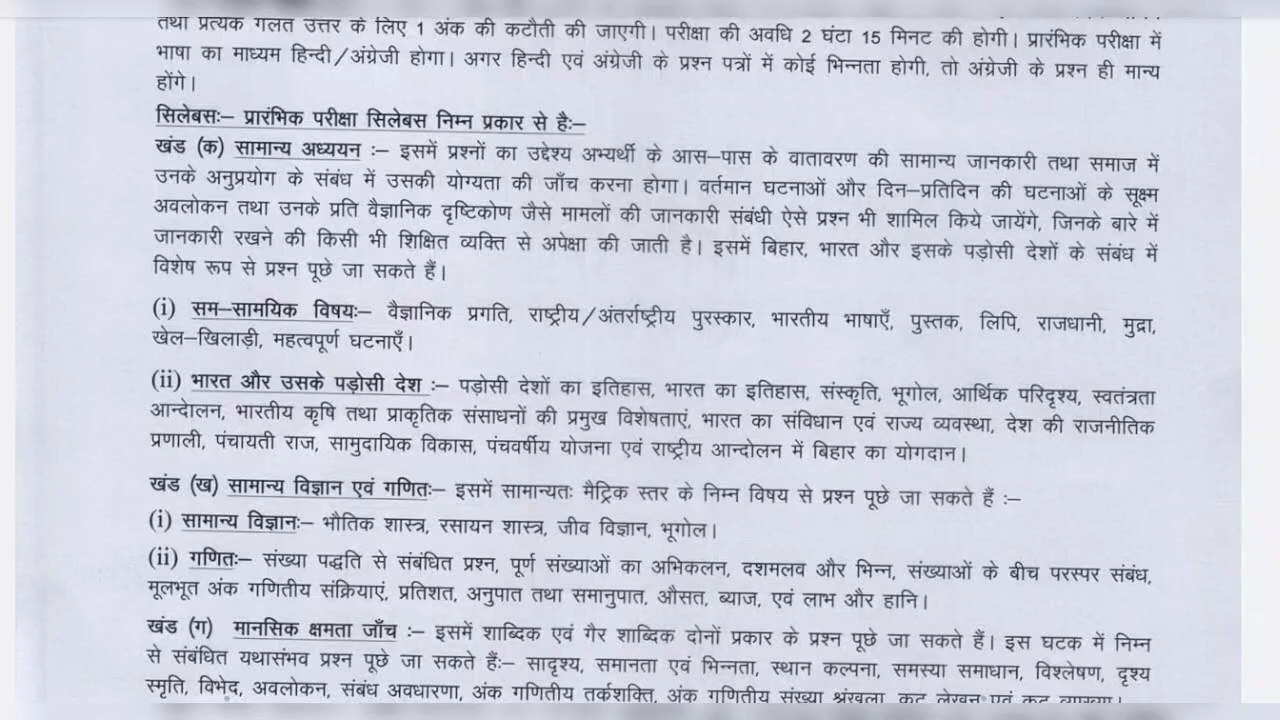 तथा प्रत्येक गलत उत्तर के लिए 1 अंक की कटौती की जाएगी। परीक्षा की अवधि 2 घंटा 15 मिनट की होगी। प्रारंभिक परीक्षा में
भाषा का माध्यम हिन्दी/अंग्रेजी होगा। अगर हिन्दी एवं अंग्रेजी के प्रश्न पत्रों में कोई भिन्नता होगी, तो अंग्रेजी के प्रश्न ही मान्य
होंगे।
सिलेबसः– प्रारंभिक परीक्षा सिलेबस निम्न प्रकार से हैः–
खंड (क) सामान्य अध्ययन :– इसमें प्रश्नों का उद्देश्य अभ्यर्थी के आस–पास के वातावरण की सामान्य जानकारी तथा समाज में
उनके अनुप्रयोग के संबंध में उसकी योग्यता की जाँच करना होगा। वर्तमान घटनाओं और दिन–प्रतिदिन की घटनाओं के सूक्ष्म
अवलोकन तथा उनके प्रति वैज्ञानिक दृष्टिकोण जैसे मामलों की जानकारी संबंधी ऐसे प्रश्न भी शामिल किये जायेंगे, जिनके बारे में
जानकारी रखने की किसी भी शिक्षित व्यक्ति से अपेक्षा की जाती है। इसमें बिहार, भारत और इसके पड़ोसी देशों के संबंध में
विशेष रूप से प्रश्न पूछे जा सकते हैं।
(i) सम–सामयिक विषयः– वैज्ञानिक प्रगति, राष्ट्रीय/अंतर्राष्ट्रीय पुरस्कार, भारतीय भाषाएँ, पुस्तक, लिपि, राजधानी, मुद्रा,
खेल–खिलाड़ी, महत्वपूर्ण घटनाएँ।
(ii) भारत और उसके पड़ोसी देश :– पड़ोसी देशों का इतिहास, भारत का इतिहास, संस्कृति, भूगोल, आर्थिक परिदृश्य, स्वतंत्रता
आन्देालन, भारतीय कृषि तथा प्राकृतिक संसाधनों की प्रमुख विशेषताएं, भारत का संविधान एवं राज्य व्यवस्था, देश की राजनीतिक
प्रणाली, पंचायती राज, सामुदायिक विकास, पंचवर्षीय योजना एवं राष्ट्रीय आन्दोलन में बिहार का योगदान।
खंड (ख) सामान्य विज्ञान एवं गणितः– इसमें सामान्यतः मैट्रिक स्तर के निम्न विषय से प्रश्न पूछे जा सकते हैं :–
(i) सामान्य विज्ञानः– भौतिक शास्त्र, रसायन शास्त्र, जीव विज्ञान, भूगोल।
(ii) गणितः– संख्या पद्धति से संबंधित प्रश्न, पूर्ण संख्याओं का अभिकलन, दशमलव और भिन्न, संख्याओं के बीच परस्पर संबंध,
मूलभूत अंक गणितीय संक्रियाएं, प्रतिशत, अनुपात तथा समानुपात, औसत, ब्याज, एवं लाभ और हानि।
खंड (ग) मानसिक क्षमता जाँच :– इसमें शाब्दिक एवं गैर शाब्दिक दोनों प्रकार के प्रश्न पूछे जा सकते हैं। इस घटक में निम्न
से संबंधित यथासंभव प्रश्न पूछे जा सकते हैंः– सादृश्य, समानता एवं भिन्नता, स्थान कल्पना, समस्या समाधान, विश्लेषण, दृश्य
स्मृति, विभेद, अवलोकन, संबंध अवधारणा, अंक गणितीय तर्कशक्ति, अंक गणितीय संख्या श्रृंखला, कूट लेखन एवं कूट व्याख्या।